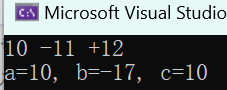 Microsoft Visual Studio
10 -11 +12
a=10, b=-17, c=10